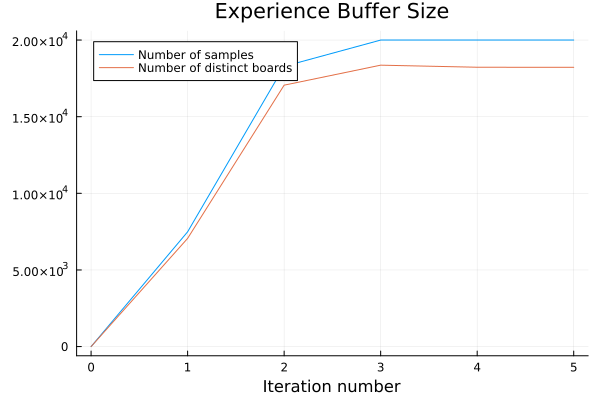 Experience Buffer Size
Number of samples
Number of distinct boards
2.00×10⁴
1.50×10⁴
1.00×10⁴
5.00×10³
0
0 1 2 3 4 5
Iteration number